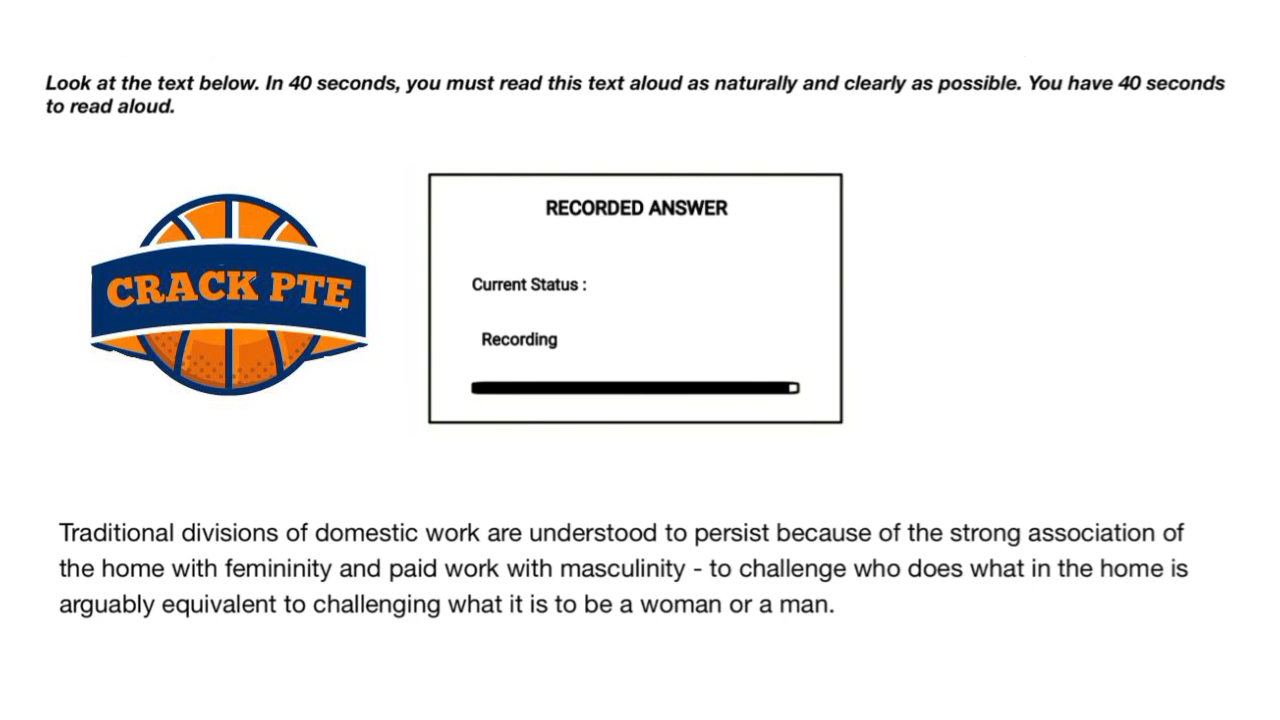 Look at the text below. In 40 seconds, you must read this text aloud as naturally and clearly as possible. You have 40 seconds
to read aloud.
CRACK PTE
RECORDED ANSWER
Current Status :
Recording
Traditional divisions of domestic work are understood to persist because of the strong association of
the home with femininity and paid work with masculinity - to challenge who does what in the home is
arguably equivalent to challenging what it is to be a woman or a man.